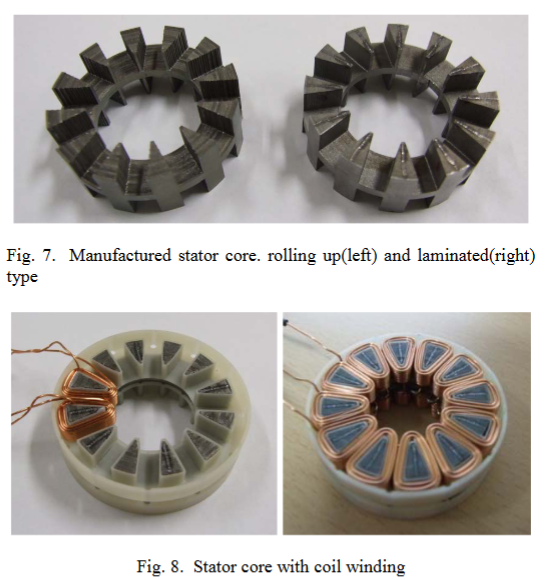 Fig. 7. Manufactured stator core. rolling up(left) and laminated(right)
type
Fig. 8. Stator core with coil winding